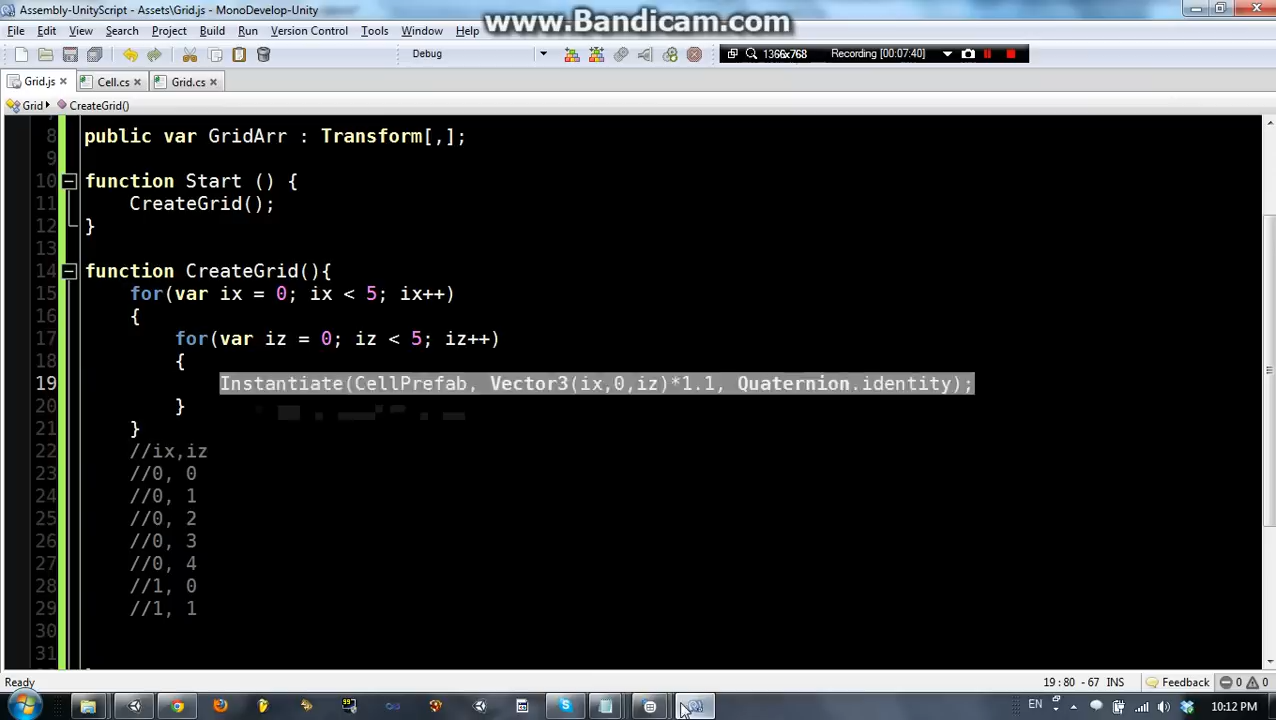 Assembly-UnityScript - Assets\Grid.js - MonoDevelop-Unity
www.Bandicam.com
File Edit View Search Project Build Run Version Control Tools Window Help
Debug
1366x768 Recording [00:07:40]
Grid.js Cell.cs Grid.cs
Grid CreateGrid()
8 public var GridArr : Transform[,];
9
10 function Start () {
11 CreateGrid();
12 }
13
14 function CreateGrid(){
15 for(var ix = 0; ix < 5; ix++)
16 {
17 for(var iz = 0; iz < 5; iz++)
18 {
19 Instantiate(CellPrefab, Vector3(ix,0,iz)*1.1, Quaternion.identity);
20 }
21 }
22 //ix,iz
23 //0, 0
24 //0, 1
25 //0, 2
26 //0, 3
27 //0, 4
28 //1, 0
29 //1, 1
30
31
Ready 19 : 80 - 67 INS Feedback 0 0
EN 10:12 PM